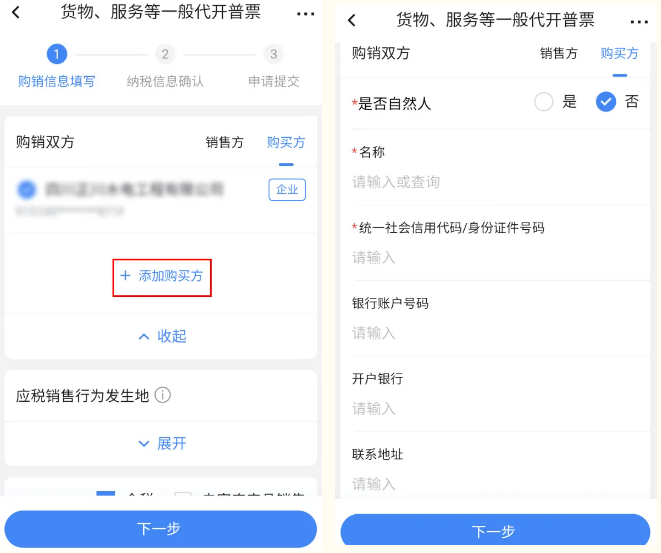 货物、服务等一般代开普票
1
2
3
购销信息填写
纳税信息确认
申请提交
购销双方
销售方
购买方
企业
+ 添加购买方
收起
应税销售行为发生地
展开
下一步
货物、服务等一般代开普票
购销双方
销售方
购买方
*是否自然人
是
否
*名称
请输入或查询
*统一社会信用代码/身份证件号码
请输入
银行账户号码
请输入
开户银行
请输入
联系地址
请输入
下一步